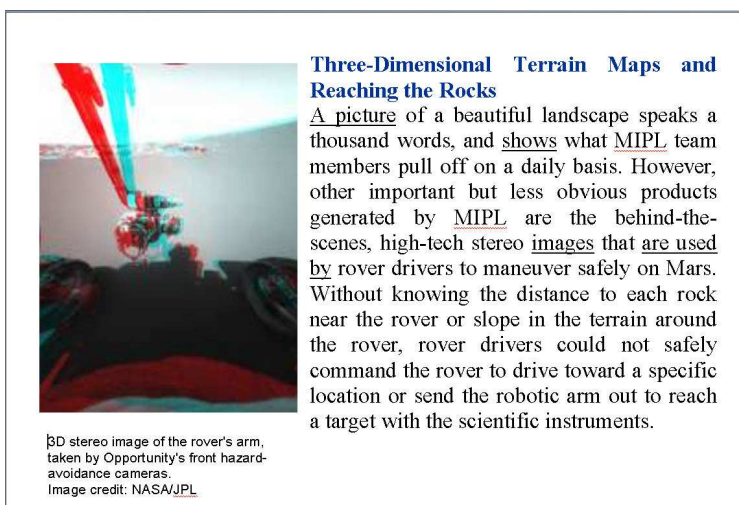 Three-Dimensional Terrain Maps and
Reaching the Rocks
A picture of a beautiful landscape speaks a
thousand words, and shows what MIPL team
members pull off on a daily basis. However,
other important but less obvious products
generated by MIPL are the behind-the-
scenes, high-tech stereo images that are used
by rover drivers to maneuver safely on Mars.
Without knowing the distance to each rock
near the rover or slope in the terrain around
the rover, rover drivers could not safely
command the rover to drive toward a specific
location or send the robotic arm out to reach
a target with the scientific instruments.
3D stereo image of the rover's arm,
taken by Opportunity's front hazard-
avoidance cameras.
Image credit: NASA/JPL